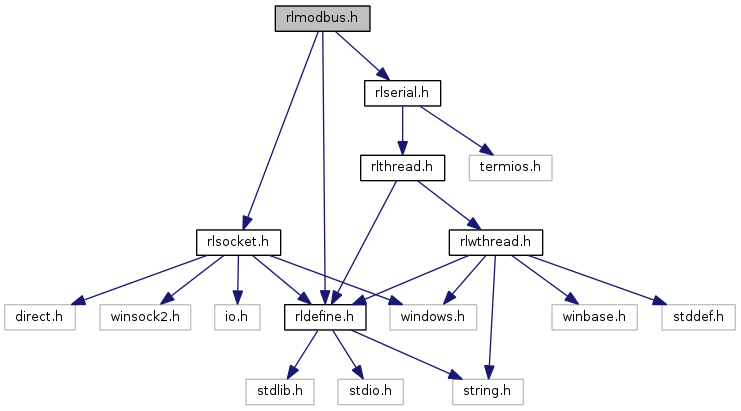 rlmodbus.h
rlserial.h
rlthread.h
termios.h
rlsocket.h
rlwthread.h
direct.h
winsock2.h
io.h
rldefine.h
windows.h
winbase.h
stddef.h
stdlib.h
stdio.h
string.h